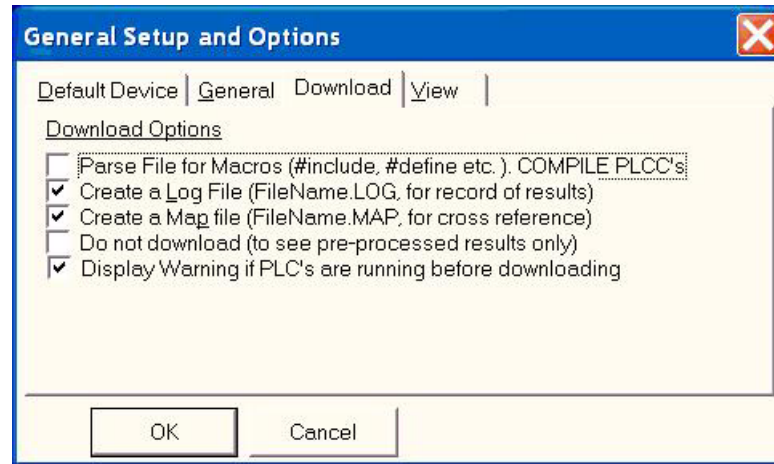 General Setup and Options
Default Device General Download View
Download Options
Parse File for Macros (#include, #define etc. ). COMPILE PLCC's
Create a Log File (FileName.LOG, for record of results)
Create a Map file (FileName.MAP, for cross reference)
Do not download (to see pre-processed results only)
Display Warning if PLC's are running before downloading
OK Cancel